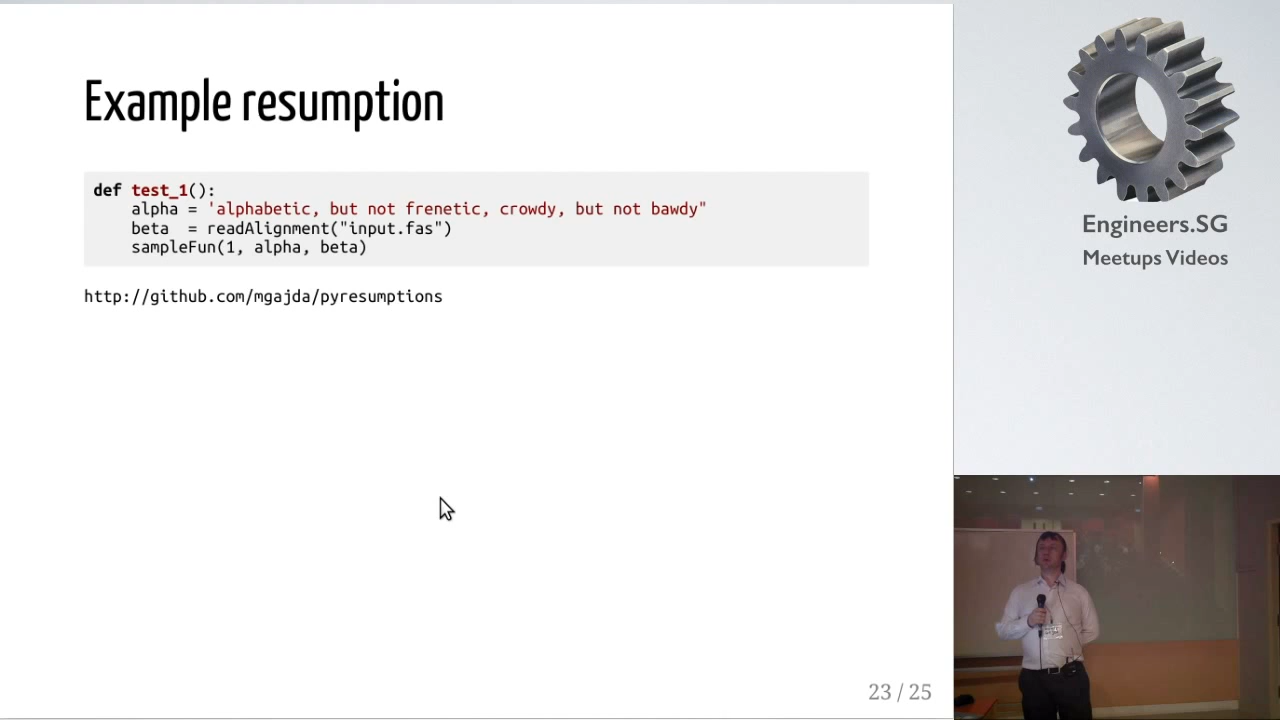 Example resumption
def test_1():
alpha = 'alphabetic, but not frenetic, crowdy, but not bawdy"
beta = readAlignment("input.fas")
sampleFun(1, alpha, beta)
http://github.com/mgajda/pyresumptions
23 / 25
Engineers.SG
Meetups Videos